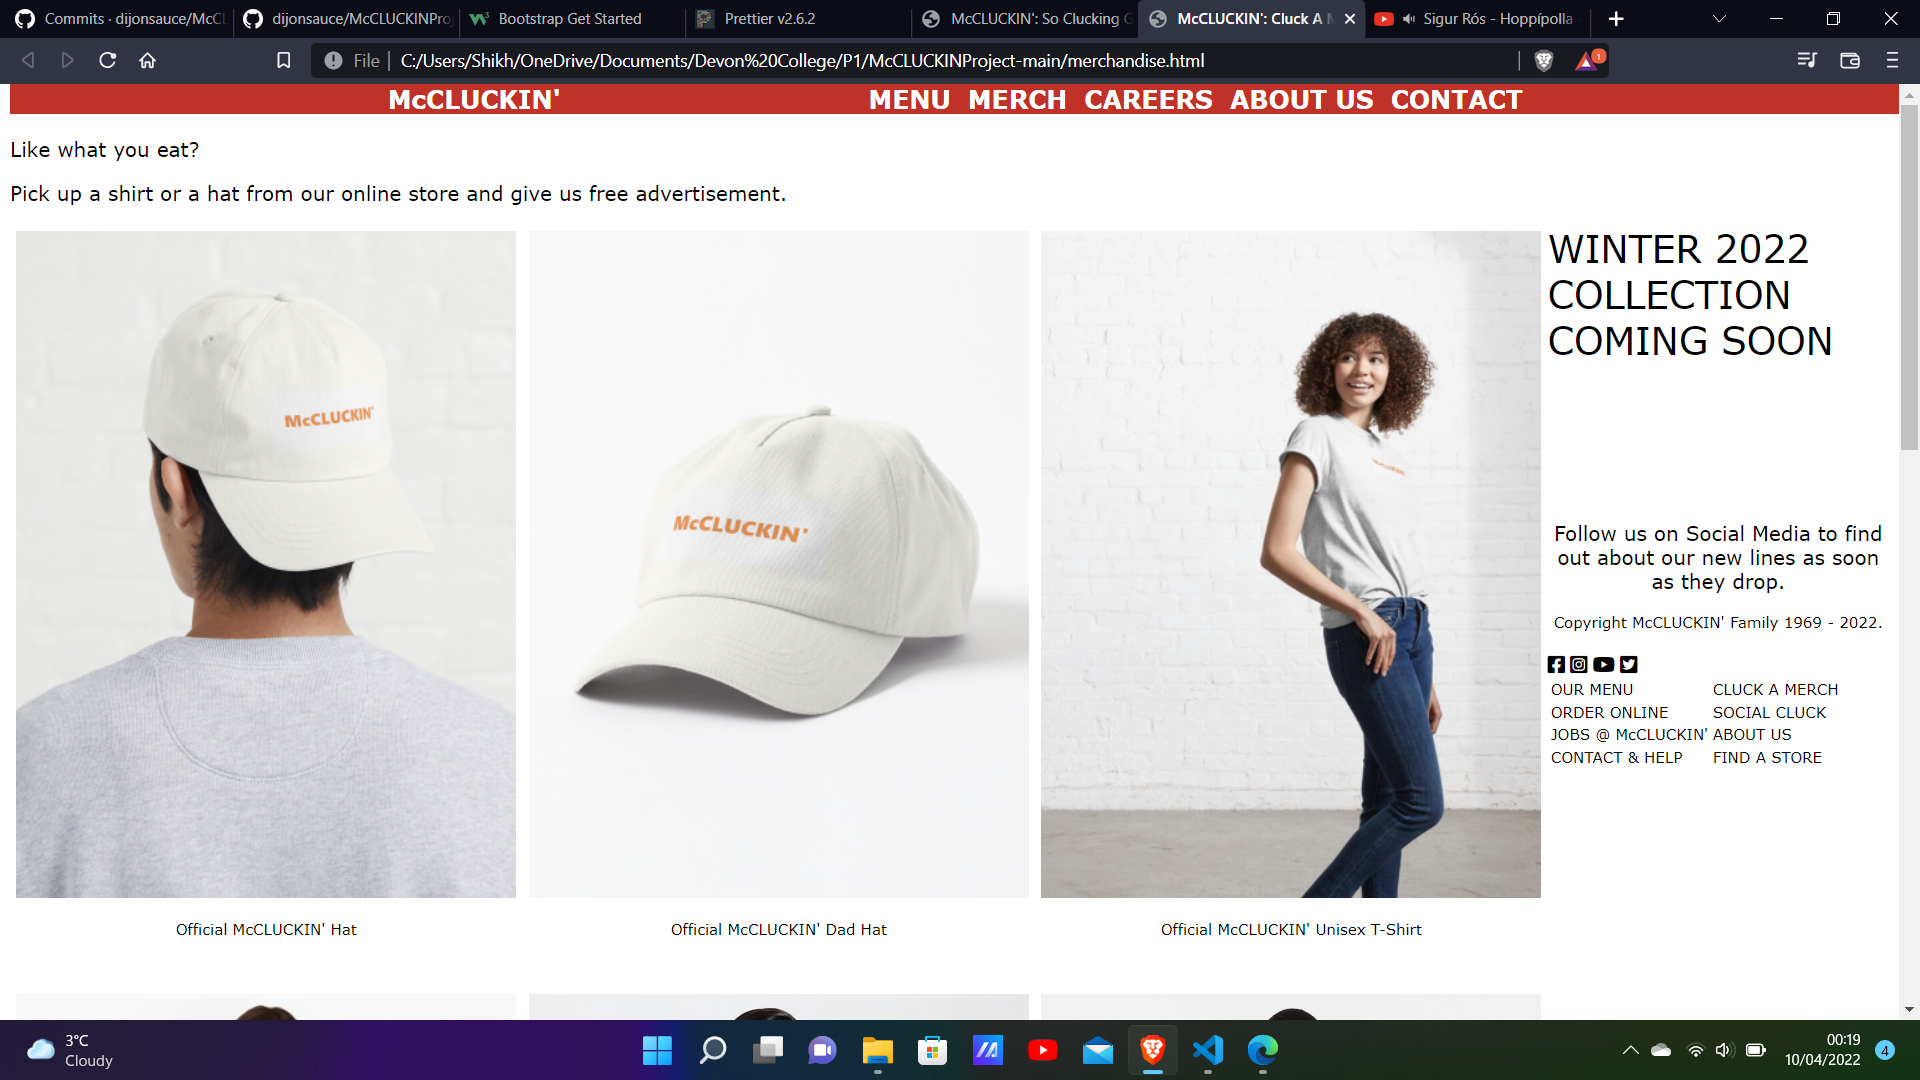 Commits · dijonsauce/McCL
dijonsauce/McCLUCKINProj
Bootstrap Get Started
Prettier v2.6.2
McCLUCKIN': So Clucking G
McCLUCKIN': Cluck A M
Sigur Rós - Hoppípolla
File
C:/Users/Shikh/OneDrive/Documents/Devon%20College/P1/McCLUCKINProject-main/merchandise.html
1
McCLUCKIN' MENU MERCH CAREERS ABOUT US CONTACT
Like what you eat?
Pick up a shirt or a hat from our online store and give us free advertisement.
McCLUCKIN'
McCLUCKIN'
Official McCLUCKIN' Hat
Official McCLUCKIN' Dad Hat
Official McCLUCKIN' Unisex T-Shirt
WINTER 2022
COLLECTION
COMING SOON
Follow us on Social Media to find
out about our new lines as soon
as they drop.
Copyright McCLUCKIN' Family 1969 - 2022.
OUR MENU CLUCK A MERCH
ORDER ONLINE SOCIAL CLUCK
JOBS @ McCLUCKIN' ABOUT US
CONTACT & HELP FIND A STORE
3°C
Cloudy
00:19
10/04/2022
4